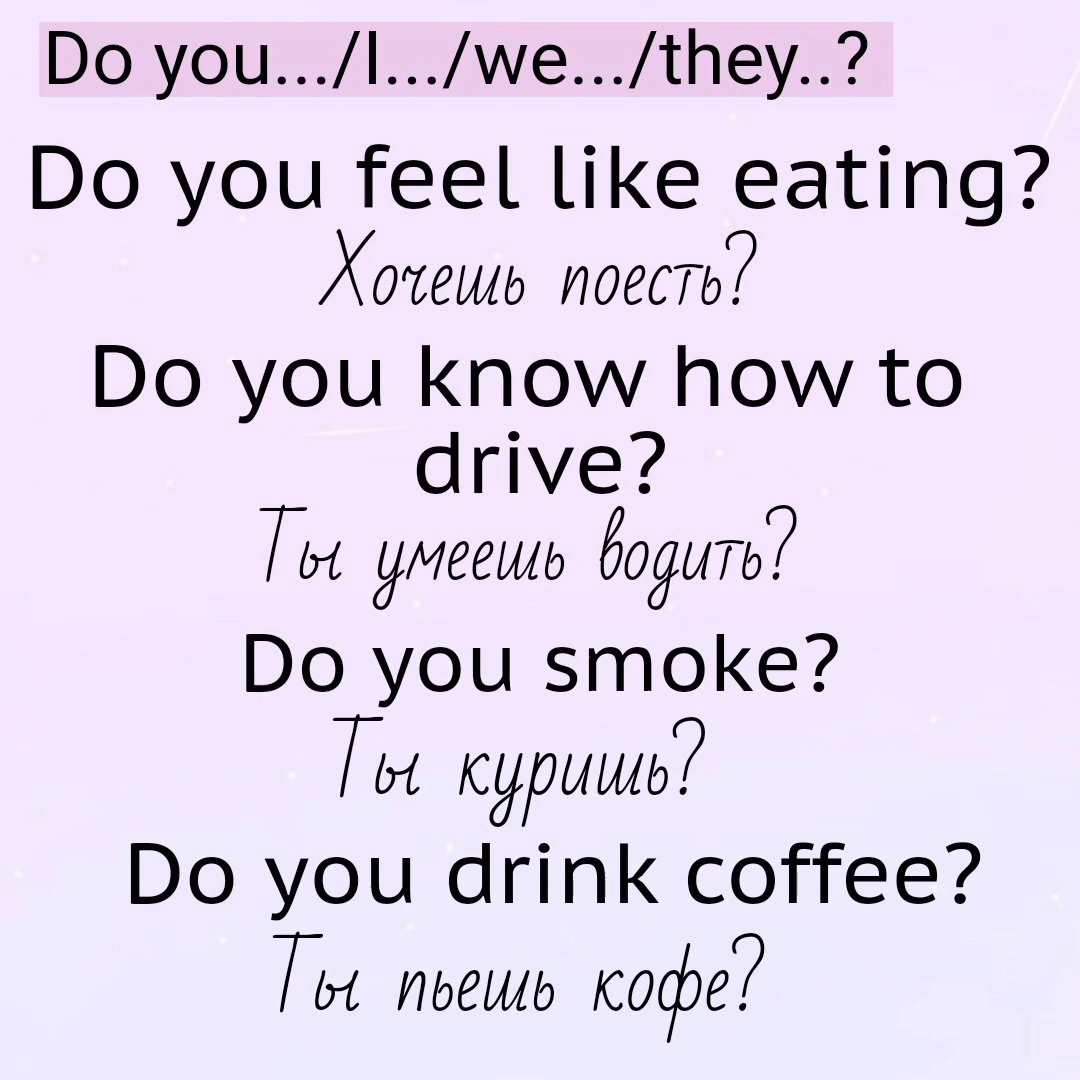 Do you.../I.../we.../they..?
Do you feel like eating?
Хочешь поесть?
Do you know how to
drive?
Ты умеешь водить?
Do you smoke?
Ты куришь?
Do you drink coffee?
Ты пьешь кофе?